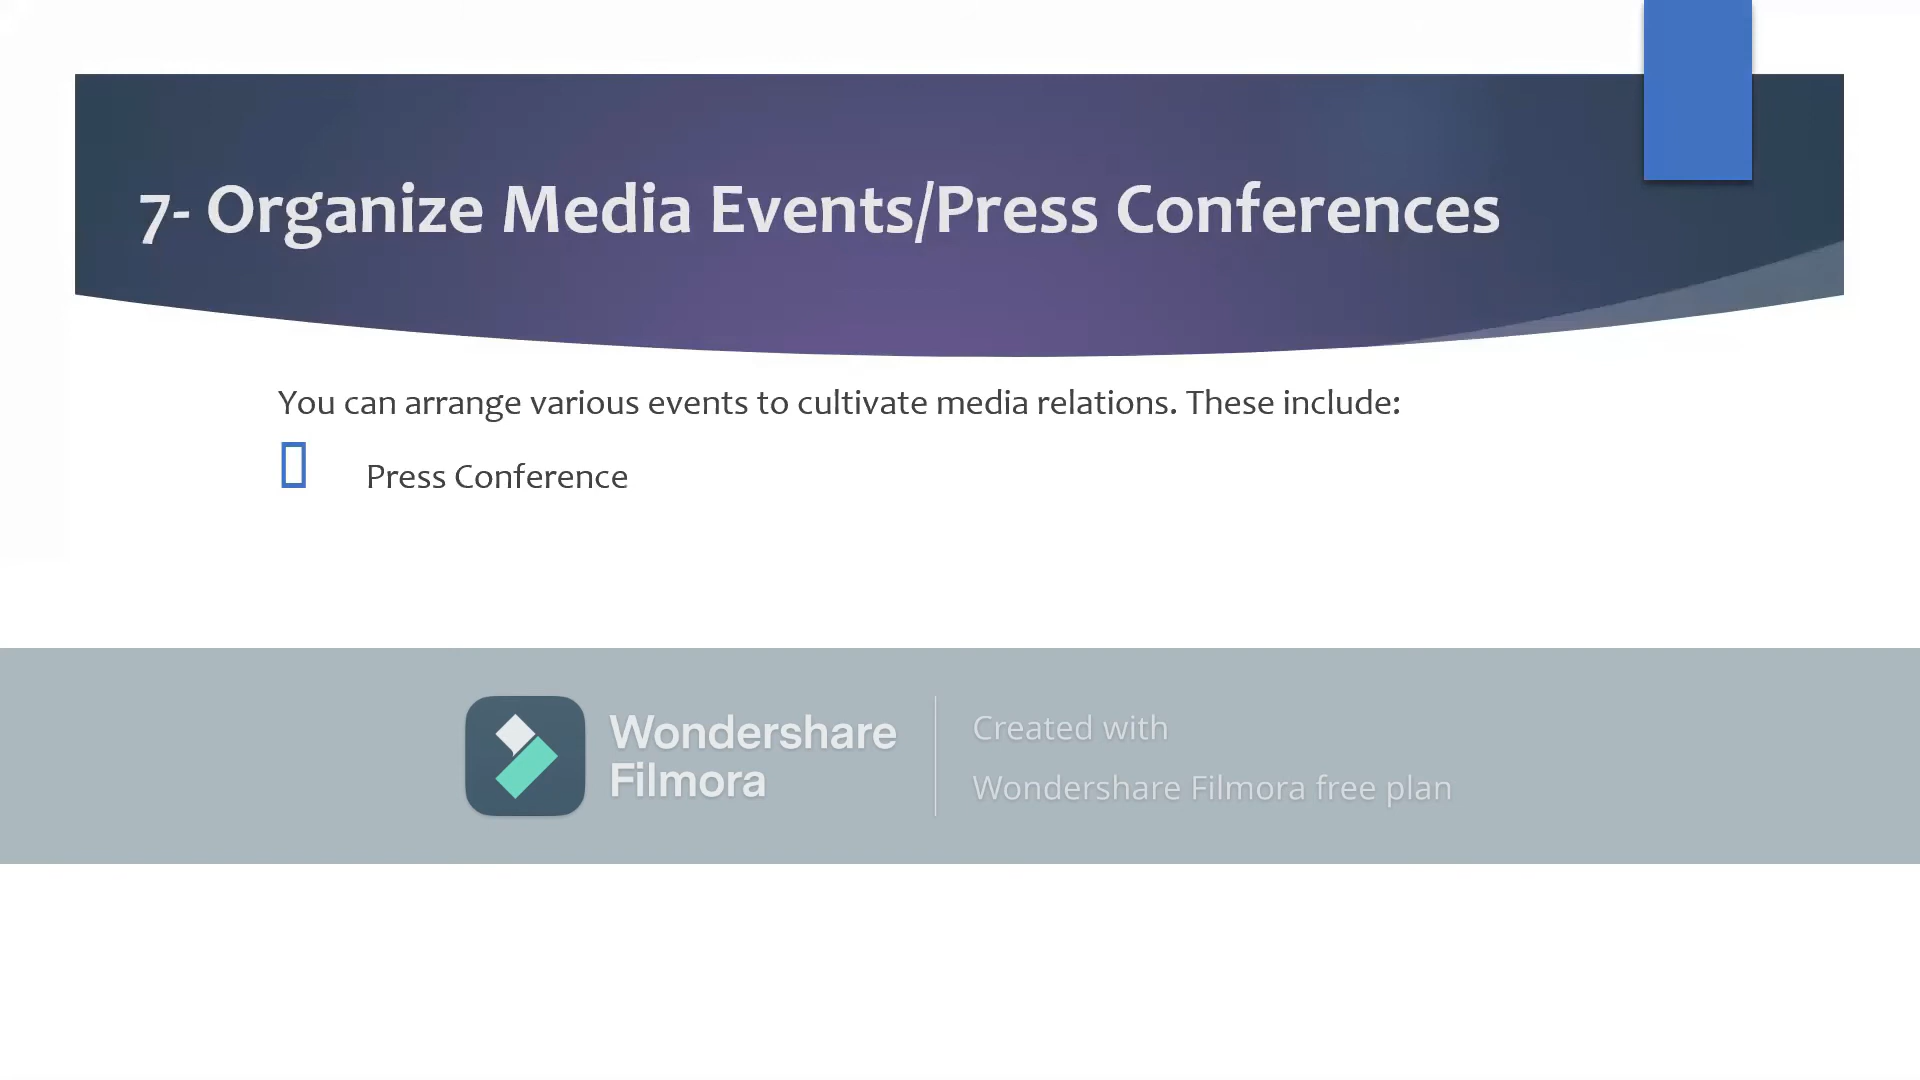 7- Organize Media Events/Press Conferences
You can arrange various events to cultivate media relations. These include:
Press Conference
Wondershare
Filmora
Created with
Wondershare Filmora free plan